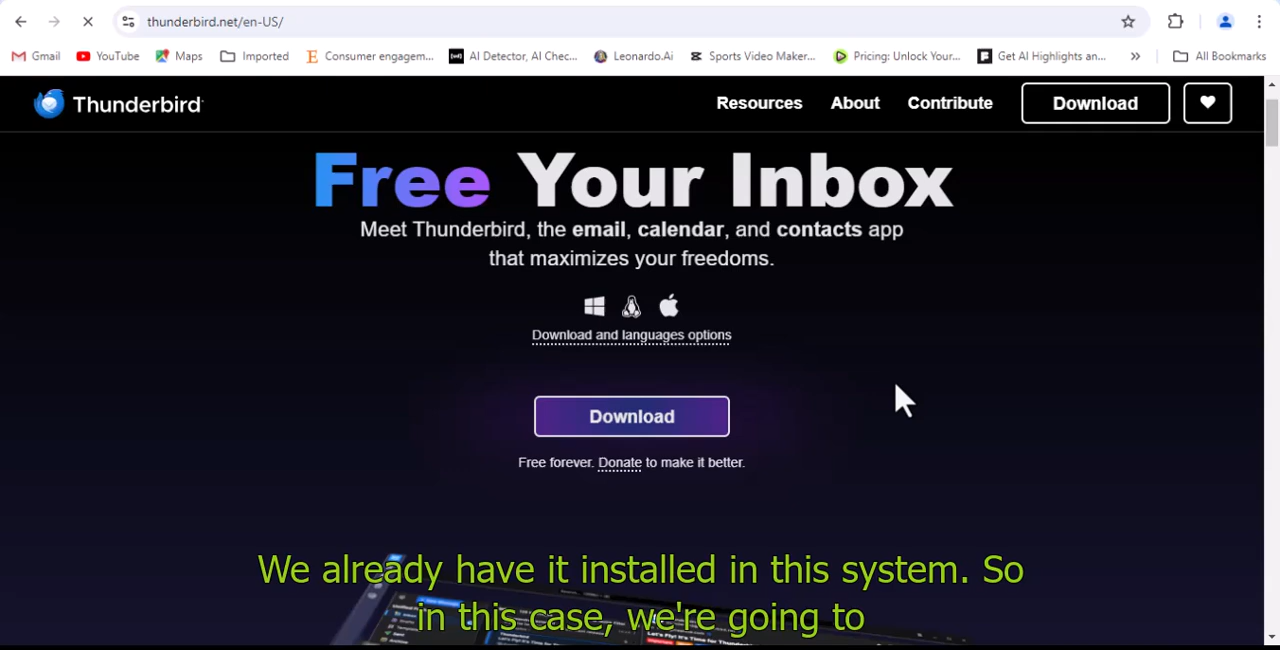 thunderbird.net/en-US/
Gmail YouTube Maps Imported Consumer engagem... AI Detector, AI Chec... Leonardo.Ai Sports Video Maker... Pricing: Unlock Your... Get AI Highlights an... » All Bookmarks
Thunderbird Resources About Contribute Download
Free Your Inbox
Meet Thunderbird, the email, calendar, and contacts app
that maximizes your freedoms.
Download and languages options
Download
Free forever. Donate to make it better.
We already have it installed in this system. So
in this case, we're going to